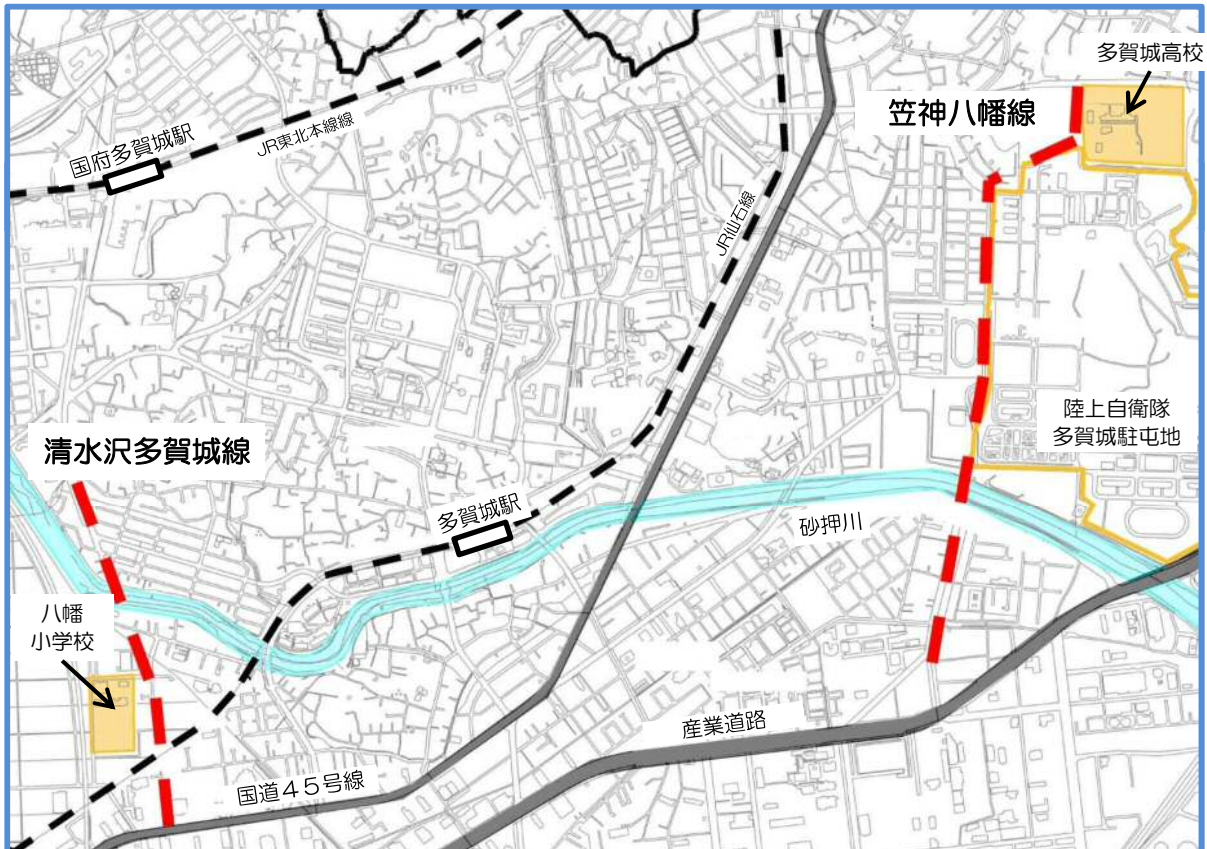 多賀城高校
笠神八幡線
国府多賀城駅
JR東北本線線
JR仙石線
陸上自衛隊
多賀城駐屯地
清水沢多賀城線
多賀城駅
砂押川
八幡
小学校
産業道路
国道45号線